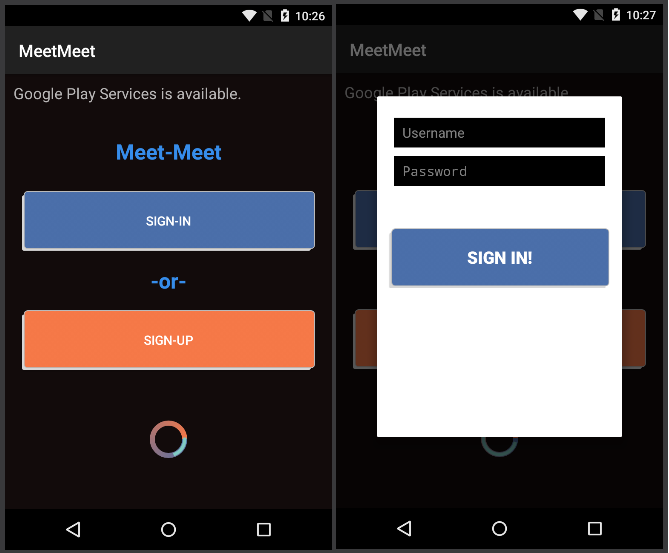 10:26
MeetMeet
Google Play Services is available.
Meet-Meet
SIGN-IN
-or-
SIGN-UP
10:27
MeetMeet
Google Play Services is available
Username
Password
SIGN IN!